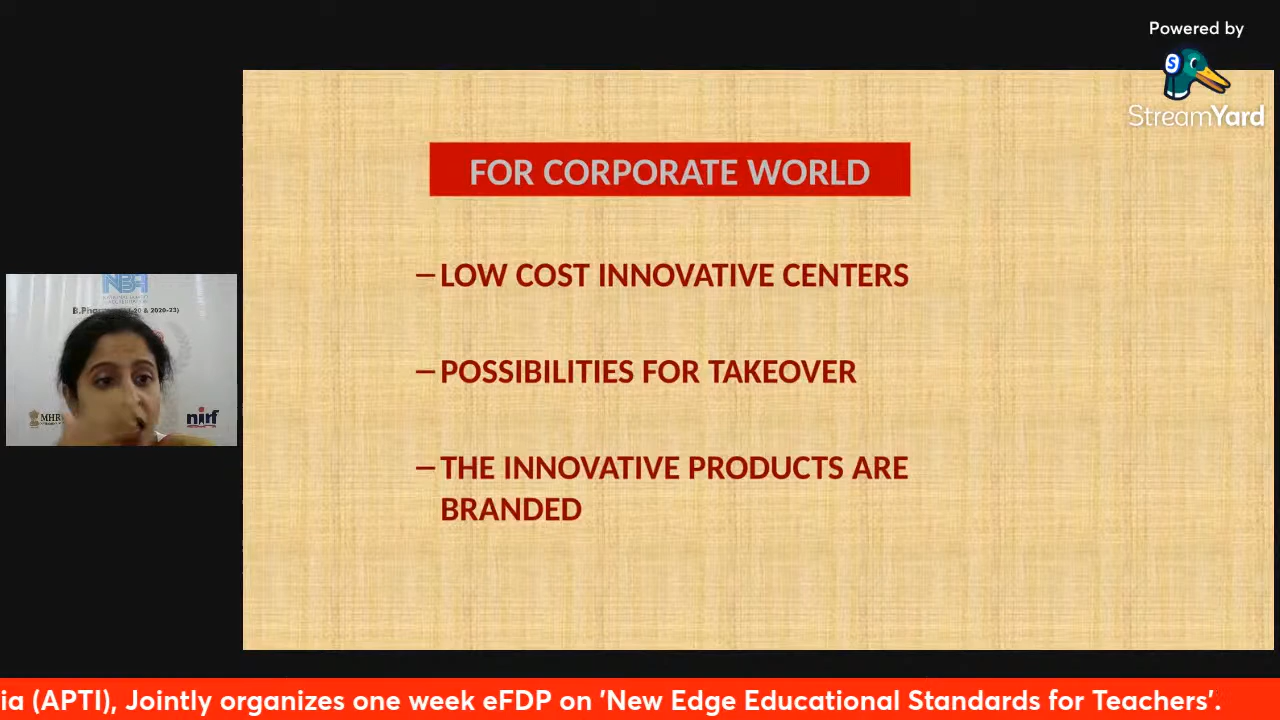 Powered by
StreamYard
FOR CORPORATE WORLD
– LOW COST INNOVATIVE CENTERS
– POSSIBILITIES FOR TAKEOVER
– THE INNOVATIVE PRODUCTS ARE
BRANDED
NBA
nirf
ia (APTI), Jointly organizes one week eFDP on 'New Edge Educational Standards for Teachers'.